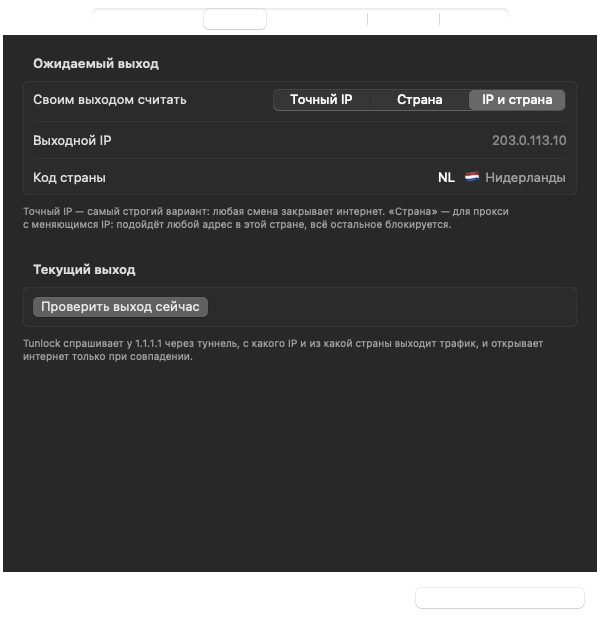 Ожидаемый выход
Своим выходом считать
Точный IP
Страна
IP и страна
Выходной IP
203.0.113.10
Код страны
NL 🇳🇱 Нидерланды
Точный IP — самый строгий вариант: любая смена закрывает интернет. «Страна» — для прокси
с меняющимся IP: подойдёт любой адрес в этой стране, всё остальное блокируется.
Текущий выход
Проверить выход сейчас
Tunlock спрашивает у 1.1.1.1 через туннель, с какого IP и из какой страны выходит трафик, и открывает
интернет только при совпадении.